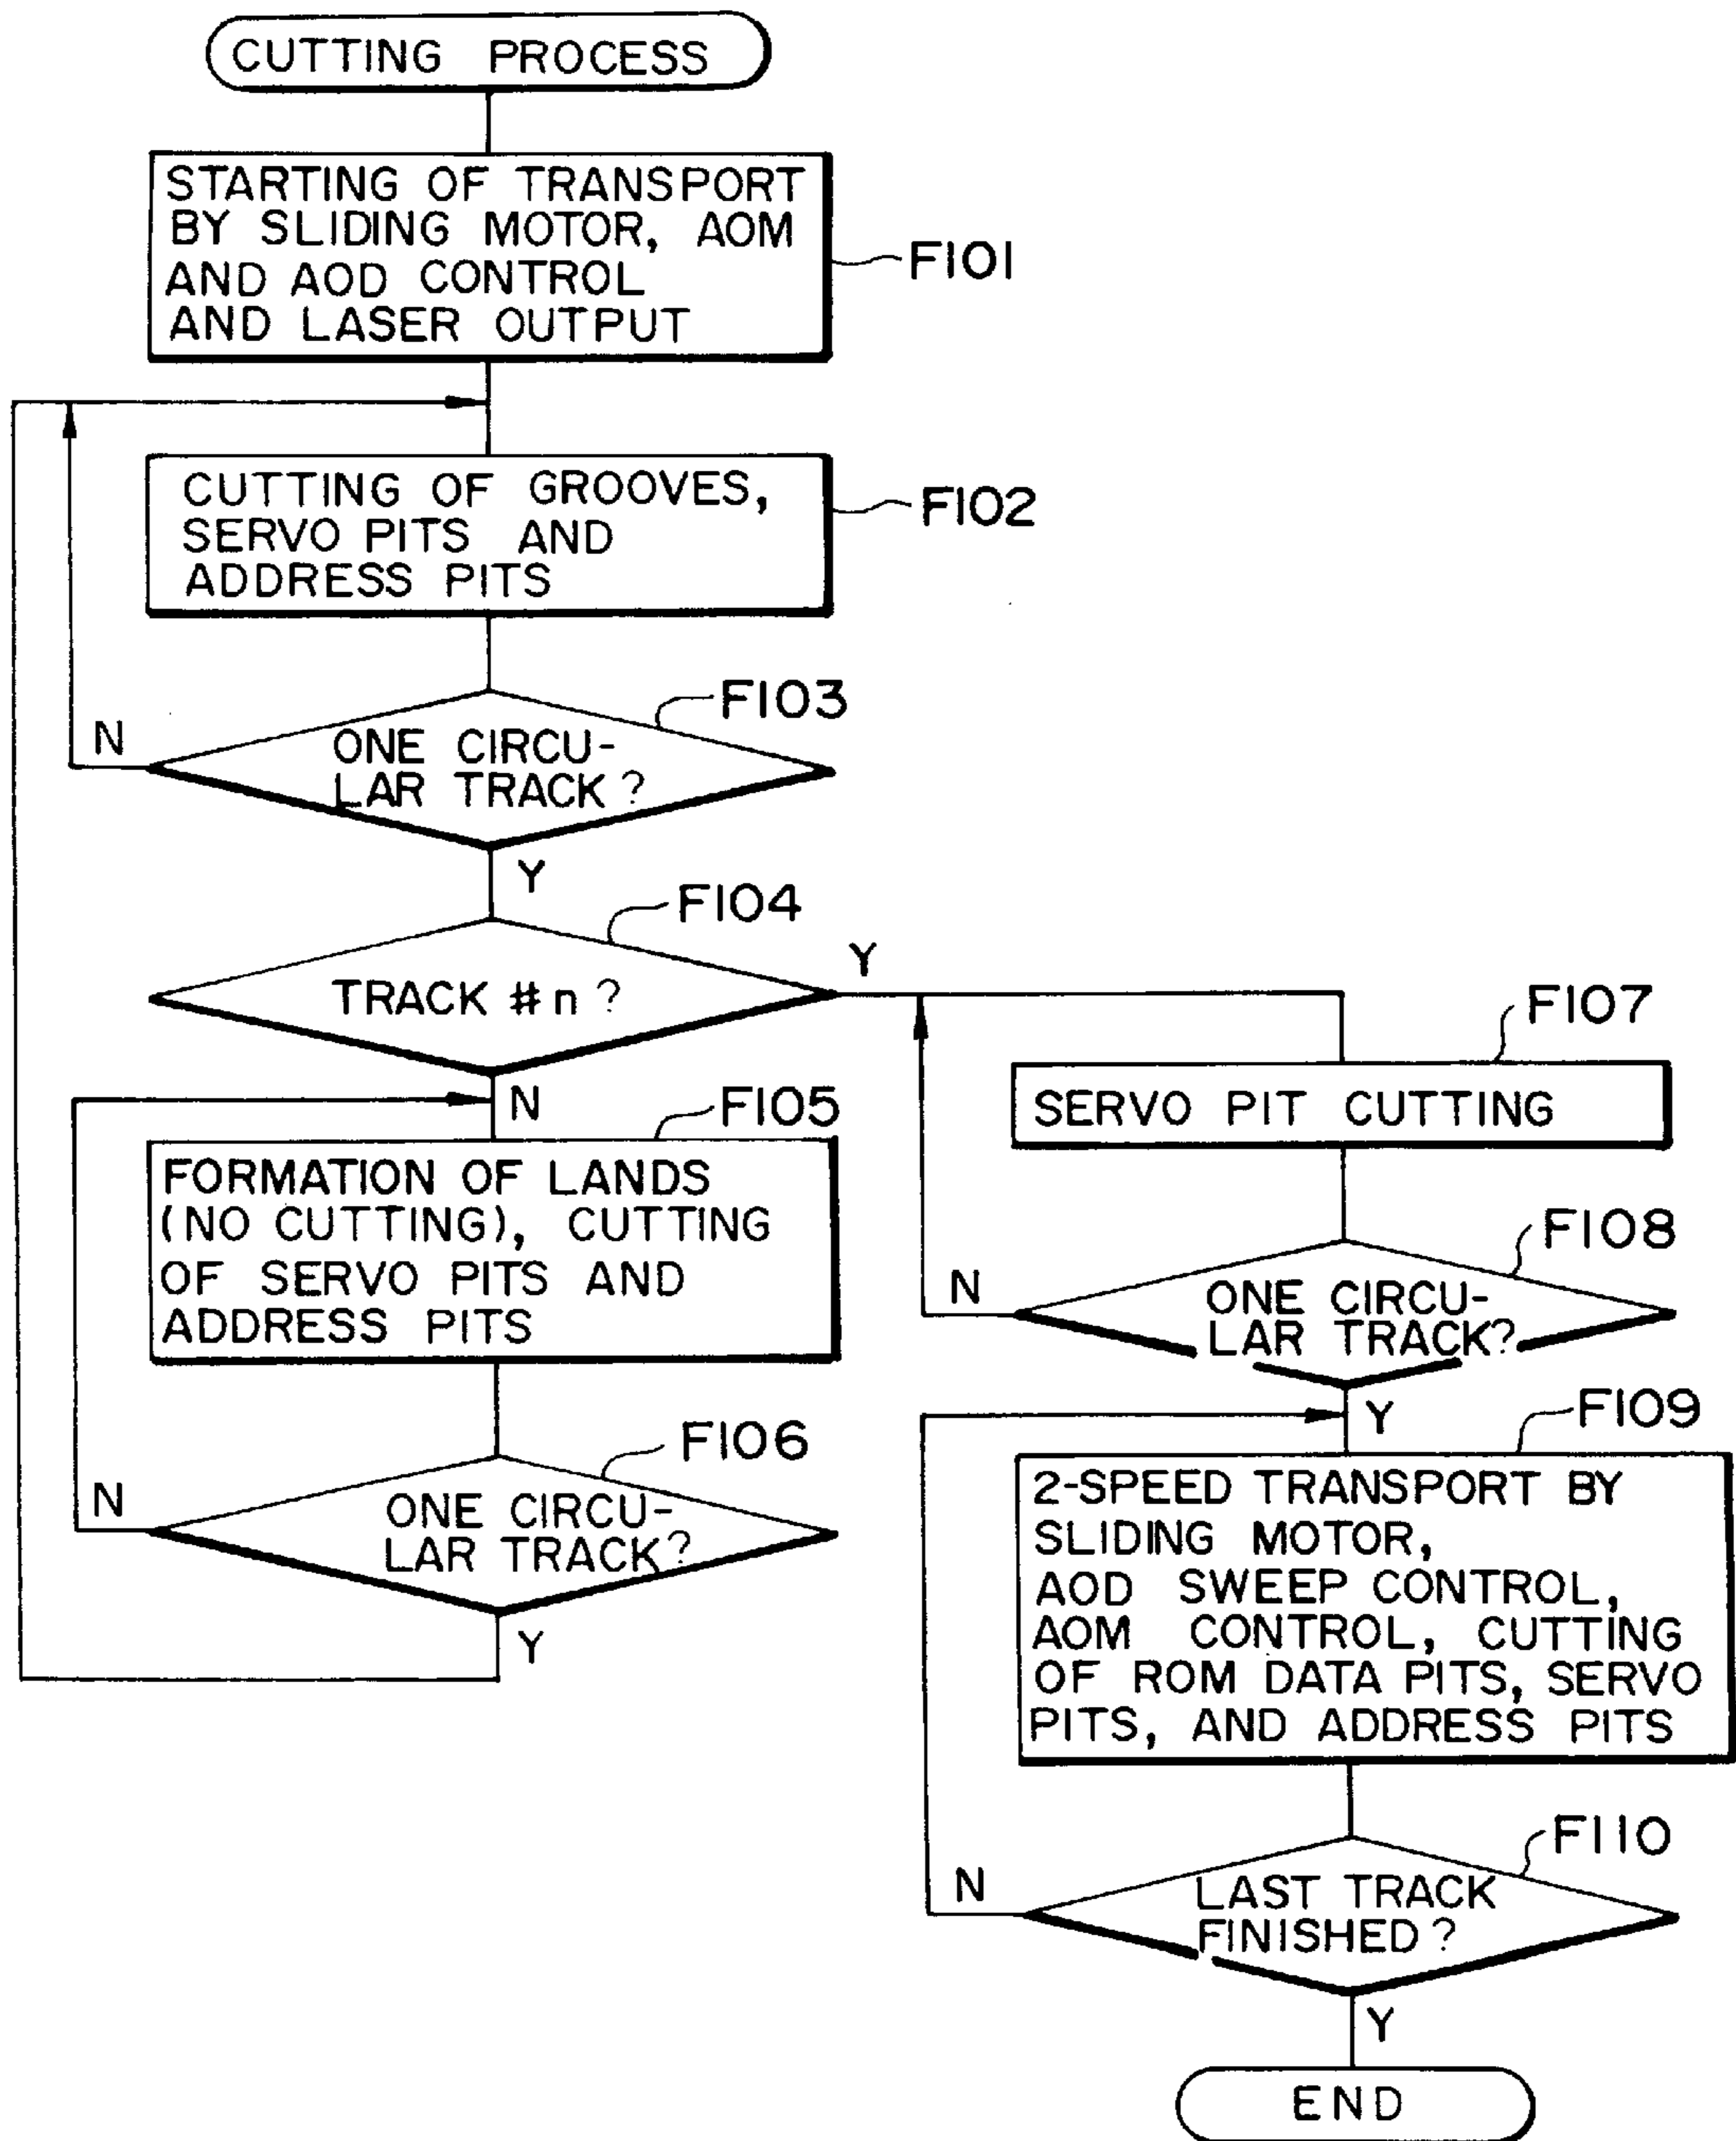 CUTTING PROCESS
STARTING OF TRANSPORT
BY SLIDING MOTOR, AOM
AND AOD CONTROL
AND LASER OUTPUT
F101
CUTTING OF GROOVES,
SERVO PITS AND
ADDRESS PITS
F102
F103
N
ONE CIRCU-
LAR TRACK?
Y
F104
TRACK #n?
Y
N
F105
FORMATION OF LANDS
(NO CUTTING), CUTTING
OF SERVO PITS AND
ADDRESS PITS
F106
N
ONE CIRCU-
LAR TRACK?
Y
F107
SERVO PIT CUTTING
F108
N
ONE CIRCU-
LAR TRACK?
Y
F109
2-SPEED TRANSPORT BY
SLIDING MOTOR,
AOD SWEEP CONTROL,
AOM CONTROL, CUTTING
OF ROM DATA PITS, SERVO
PITS, AND ADDRESS PITS
F110
N
LAST TRACK
FINISHED?
Y
END